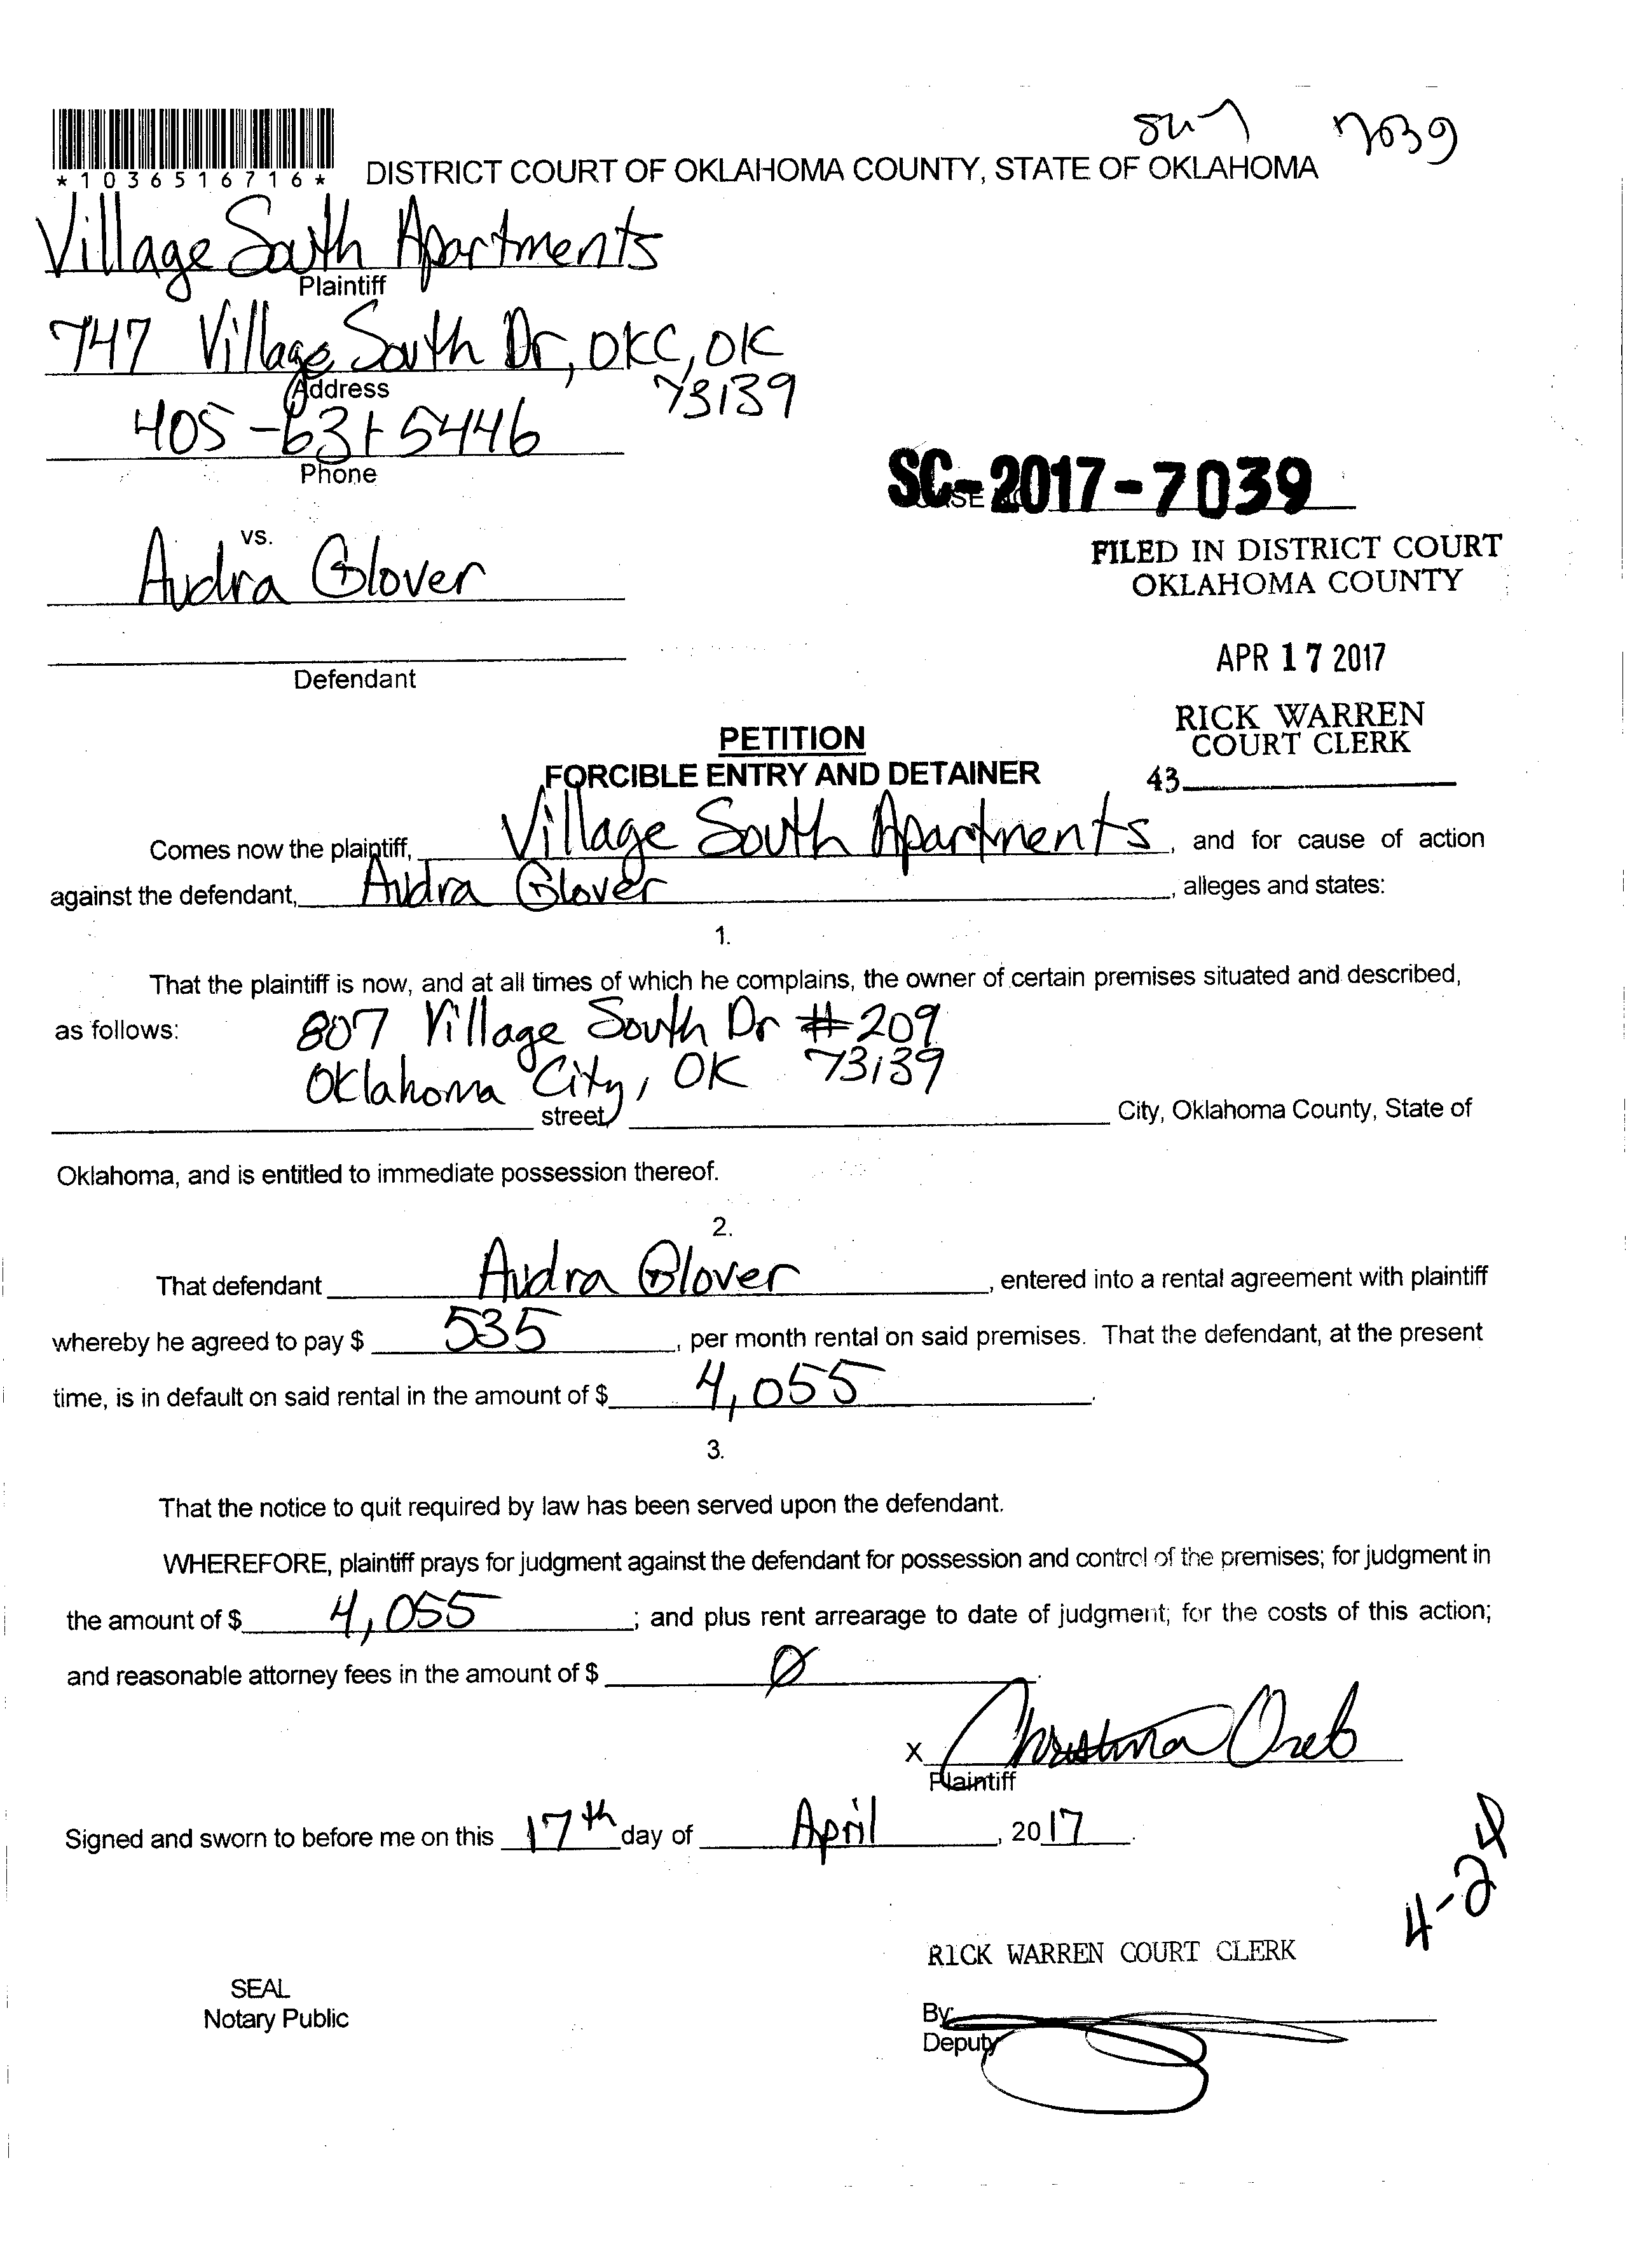 7039
*1036516716*
DISTRICT COURT OF OKLAHOMA COUNTY, STATE OF OKLAHOMA
Village South Apartments
Plaintiff
747 Village South Dr, OKC, OK
73139
Address
405-631-5446
Phone
SC-2017-7039
vs.
Audra Glover
FILED IN DISTRICT COURT
OKLAHOMA COUNTY
APR 17 2017
Defendant
RICK WARREN
COURT CLERK
43
PETITION
FORCIBLE ENTRY AND DETAINER
Comes now the plaintiff, Village South Apartments, and for cause of action
against the defendant, Audra Glover, alleges and states:
1.
That the plaintiff is now, and at all times of which he complains, the owner of certain premises situated and described,
as follows: 807 Village South Dr #209
Oklahoma City, OK 73139
street City, Oklahoma County, State of
Oklahoma, and is entitled to immediate possession thereof.
2.
That defendant Audra Glover, entered into a rental agreement with plaintiff
whereby he agreed to pay $ 535, per month rental on said premises. That the defendant, at the present
time, is in default on said rental in the amount of $ 4,055.
3.
That the notice to quit required by law has been served upon the defendant.
WHEREFORE, plaintiff prays for judgment against the defendant for possession and control of the premises; for judgment in
the amount of $ 4,055; and plus rent arrearage to date of judgment; for the costs of this action;
and reasonable attorney fees in the amount of $ 0.
X Christina
Plaintiff
Signed and sworn to before me on this 17th day of April, 2017.
4-24
RICK WARREN COURT CLERK
SEAL
Notary Public
By
Deputy